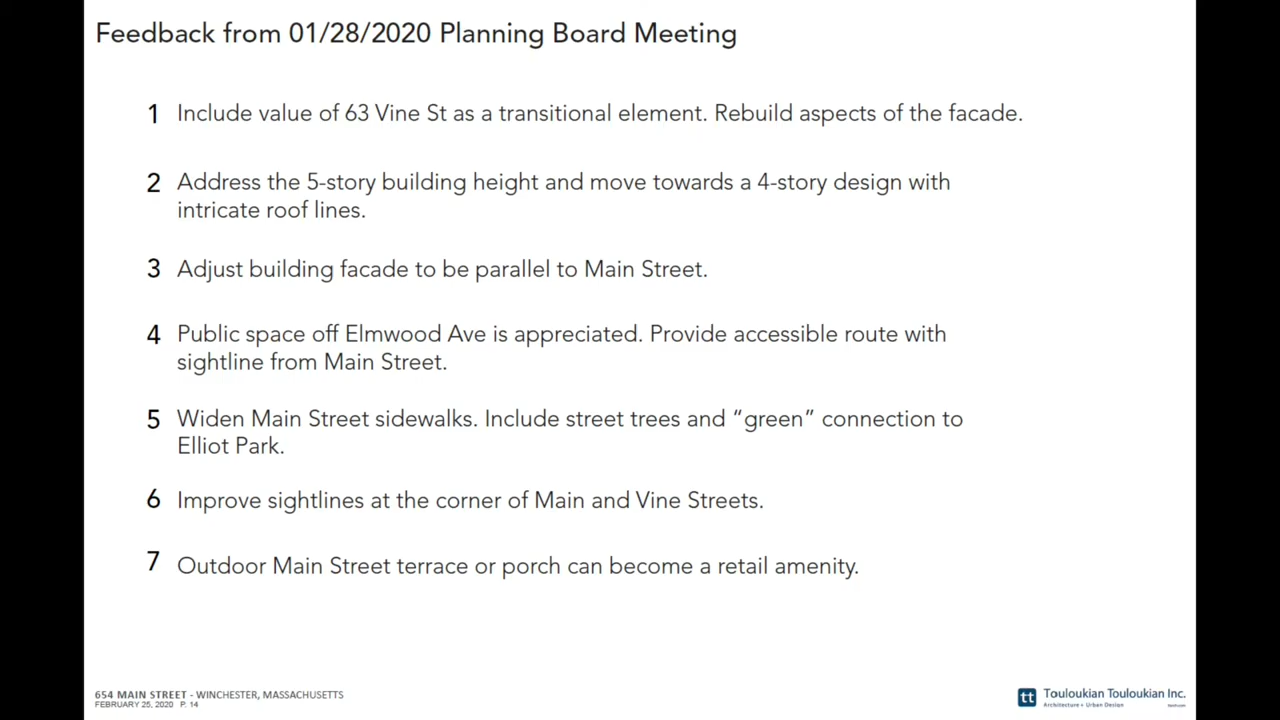 Feedback from 01/28/2020 Planning Board Meeting
1 Include value of 63 Vine St as a transitional element. Rebuild aspects of the facade.
2 Address the 5-story building height and move towards a 4-story design with
intricate roof lines.
3 Adjust building facade to be parallel to Main Street.
4 Public space off Elmwood Ave is appreciated. Provide accessible route with
sightline from Main Street.
5 Widen Main Street sidewalks. Include street trees and “green” connection to
Elliot Park.
6 Improve sightlines at the corner of Main and Vine Streets.
7 Outdoor Main Street terrace or porch can become a retail amenity.
654 MAIN STREET - WINCHESTER, MASSACHUSETTS
FEBRUARY 25, 2020 P. 14
tt Touloukian Touloukian Inc.
Architecture + Urban Design